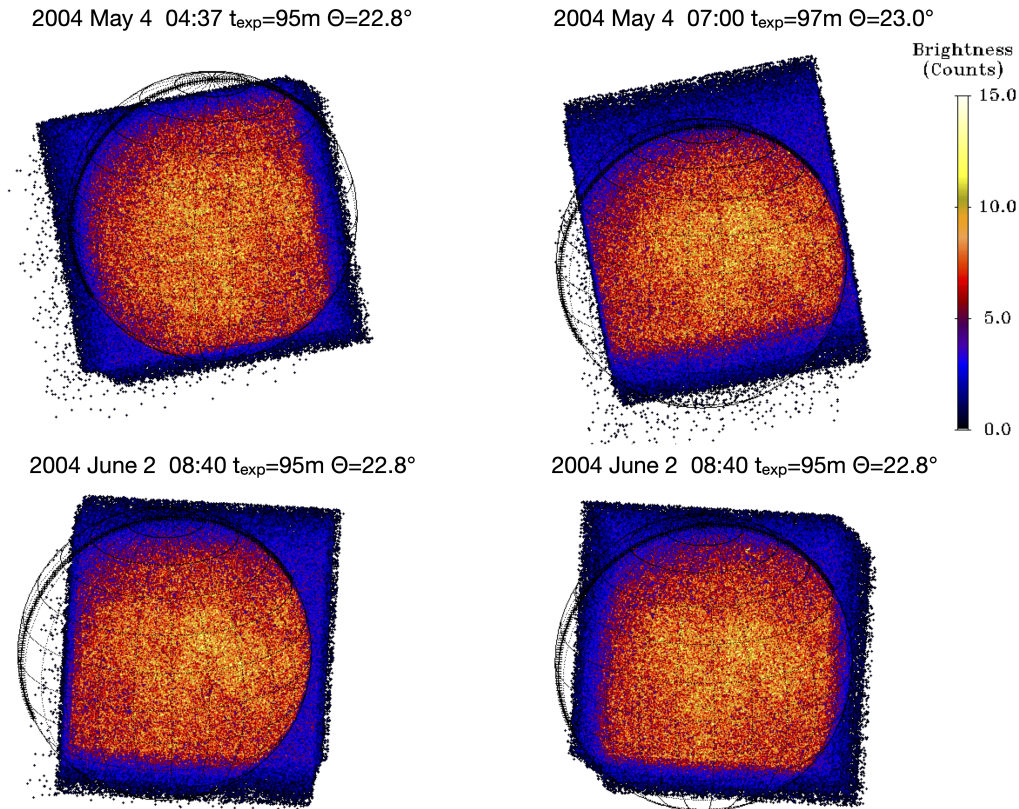 2004 May 4 04:37 texp=95m Θ=22.8°
2004 May 4 07:00 texp=97m Θ=23.0°
Brightness
(Counts)
15.0
10.0
5.0
0.0
2004 June 2 08:40 texp=95m Θ=22.8°
2004 June 2 08:40 texp=95m Θ=22.8°